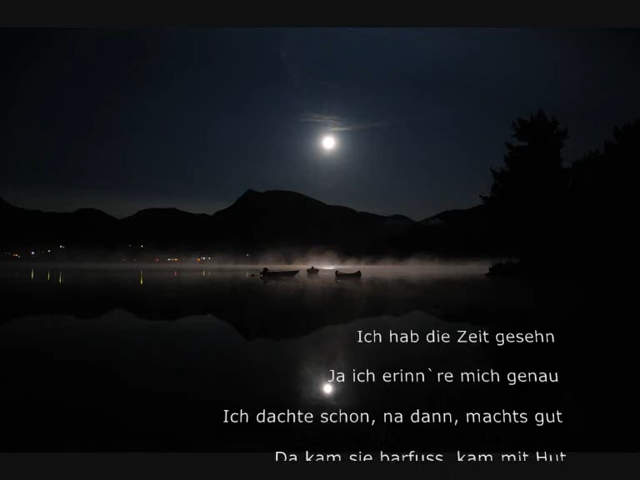 Ich hab die Zeit gesehn
Ja ich erinn`re mich genau
Ich dachte schon, na dann, machts gut
Da kam sie barfuss, kam mit Hut